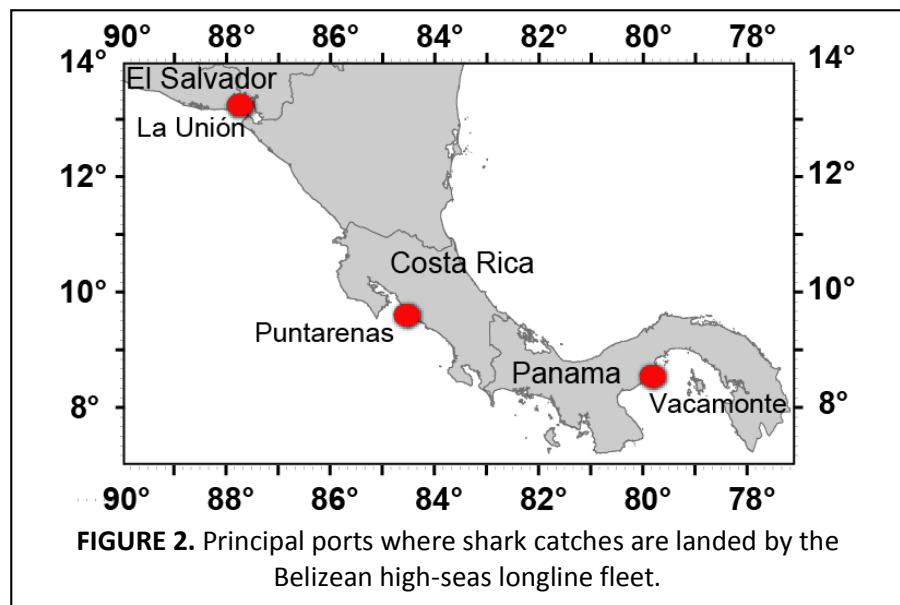 90° 88° 86° 84° 82° 80° 78°
14° 14°
El Salvador
La Unión
12° 12°
Costa Rica
10° 10°
Puntarenas
Panama
Vacamonte
8° 8°
90° 88° 86° 84° 82° 80° 78°
FIGURE 2. Principal ports where shark catches are landed by the
Belizean high-seas longline fleet.